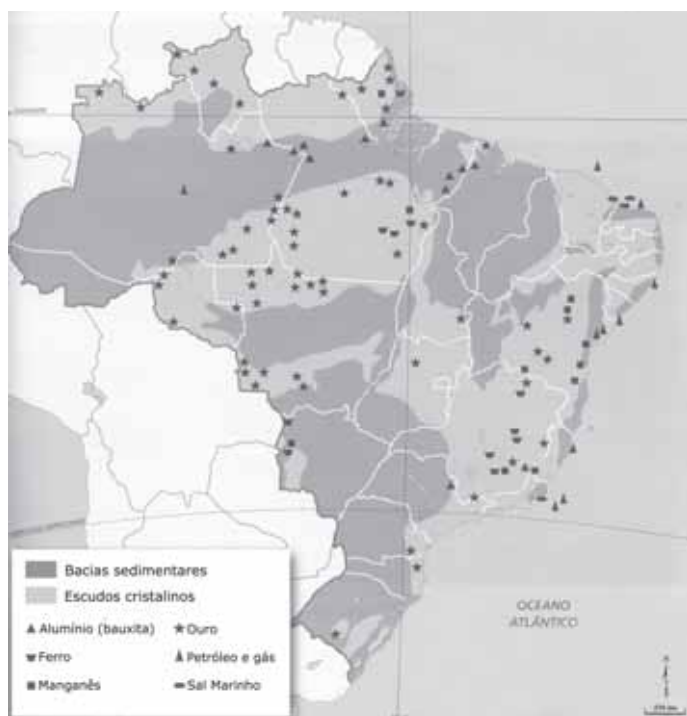 Bacias sedimentares
Escudos cristalinos
Alumínio (bauxita)
Ouro
Ferro
Petróleo e gás
Manganês
Sal Marinho
OCEANO
ATLÂNTICO